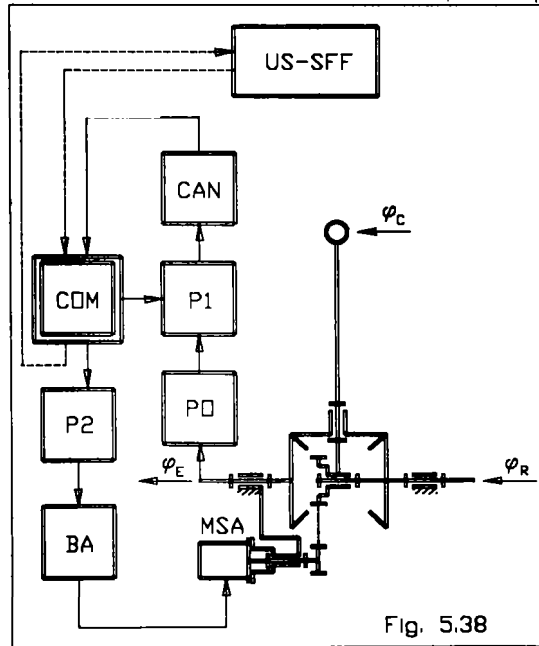 US-SFF
CAN
φC
COM
P1
P2
PO
φE
φR
MSA
BA
Fig. 5.38